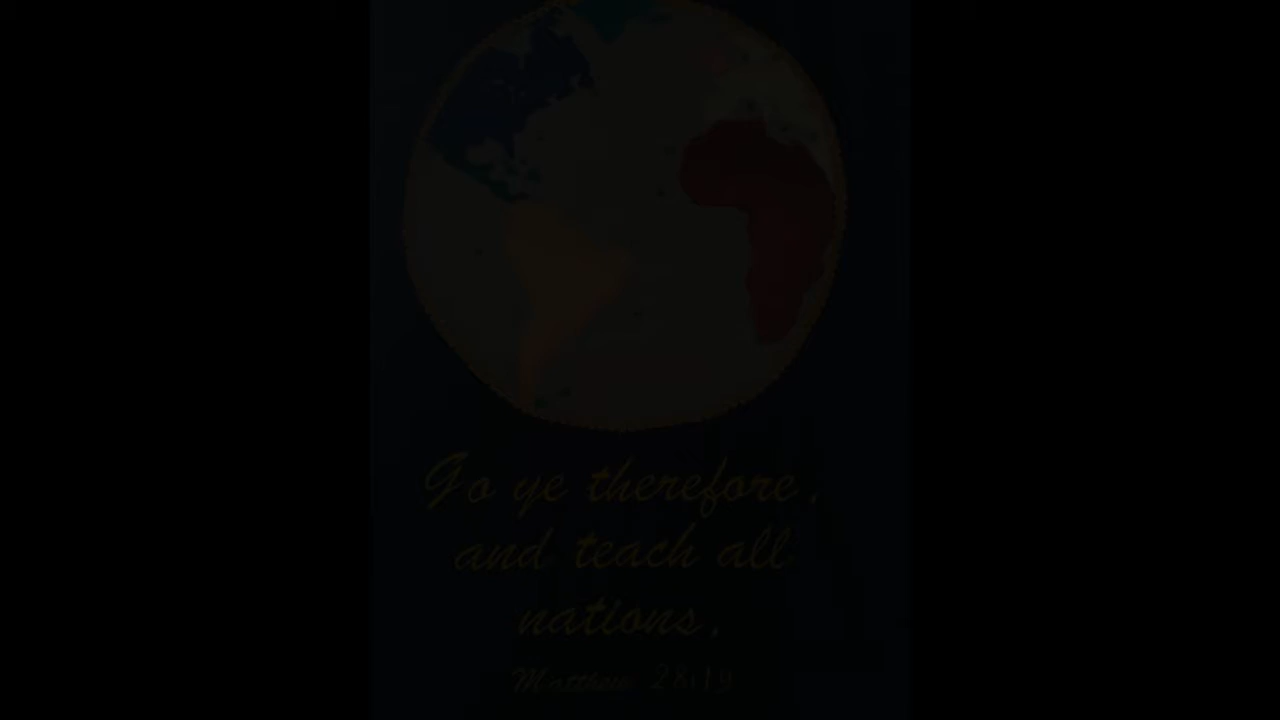 Go ye therefore,
and teach all
nations,
Matthew 28:19